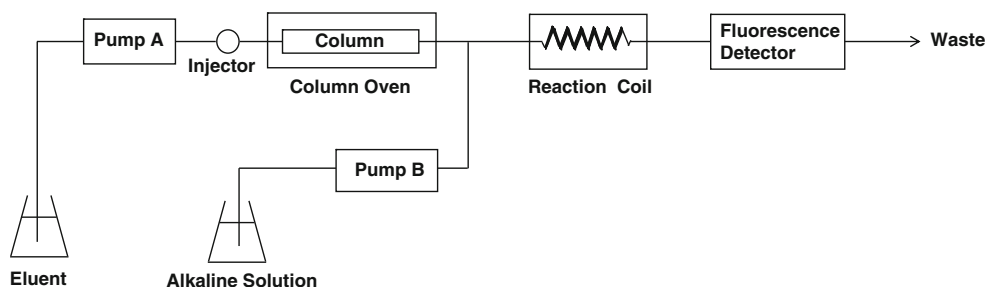 Pump A
Injector
Column
Column Oven
Reaction Coil
Fluorescence
Detector
Waste
Pump B
Eluent
Alkaline Solution